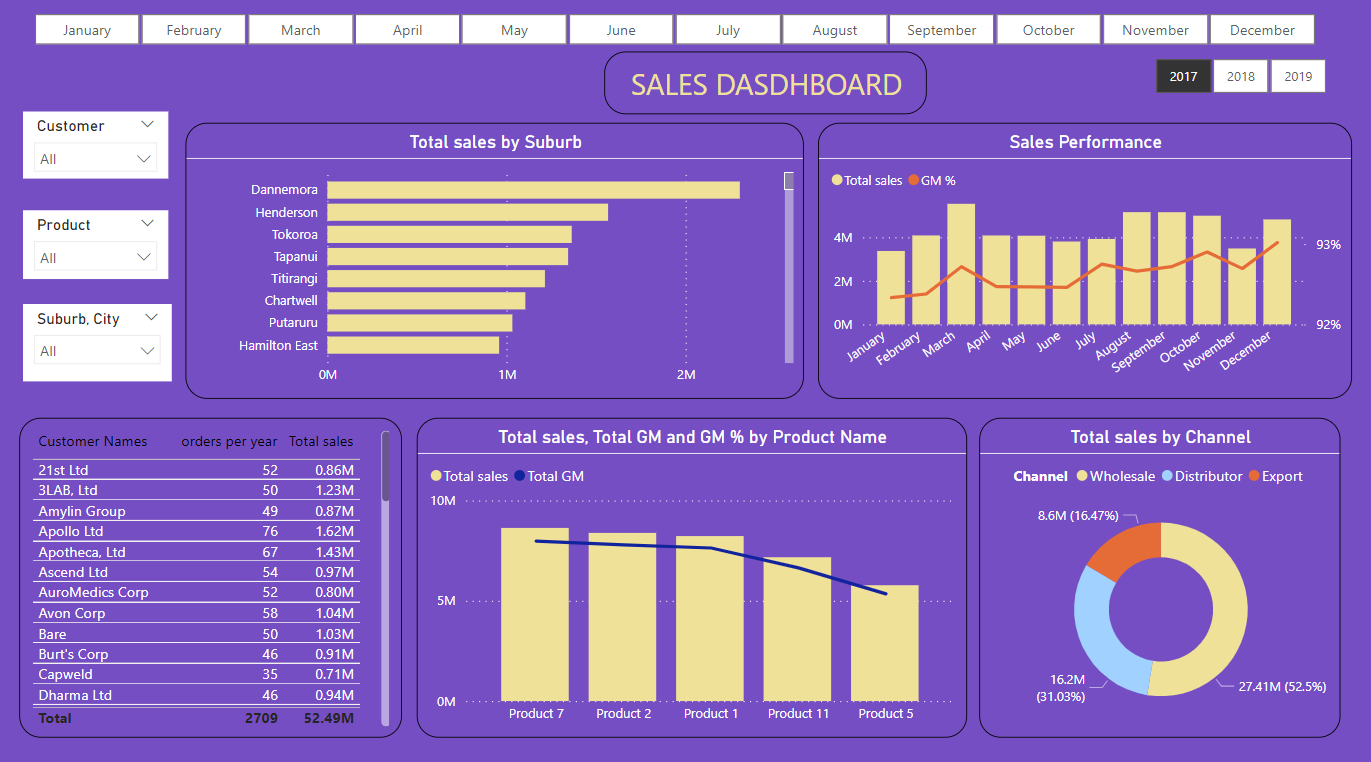 January February March April May June July August September October November December
SALES DASDHBOARD
2017 2018 2019
Customer
All
Product
All
Suburb, City
All
Total sales by Suburb
Dannemora
Henderson
Tokoroa
Tapanui
Titirangi
Chartwell
Putaruru
Hamilton East
0M 1M 2M
Sales Performance
Total sales GM %
4M
2M
0M
93%
92%
January February March April May June July August September October November December
Customer Names orders per year Total sales
21st Ltd 52 0.86M
3LAB, Ltd 50 1.23M
Amylin Group 49 0.87M
Apollo Ltd 76 1.62M
Apotheca, Ltd 67 1.43M
Ascend Ltd 54 0.97M
AuroMedics Corp 52 0.80M
Avon Corp 58 1.04M
Bare 50 1.03M
Burt's Corp 46 0.91M
Capweld 35 0.71M
Dharma Ltd 46 0.94M
Total 2709 52.49M
Total sales, Total GM and GM % by Product Name
Total sales Total GM
10M
5M
0M
Product 7 Product 2 Product 1 Product 11 Product 5
Total sales by Channel
Channel Wholesale Distributor Export
8.6M (16.47%)
16.2M
(31.03%)
27.41M (52.5%)